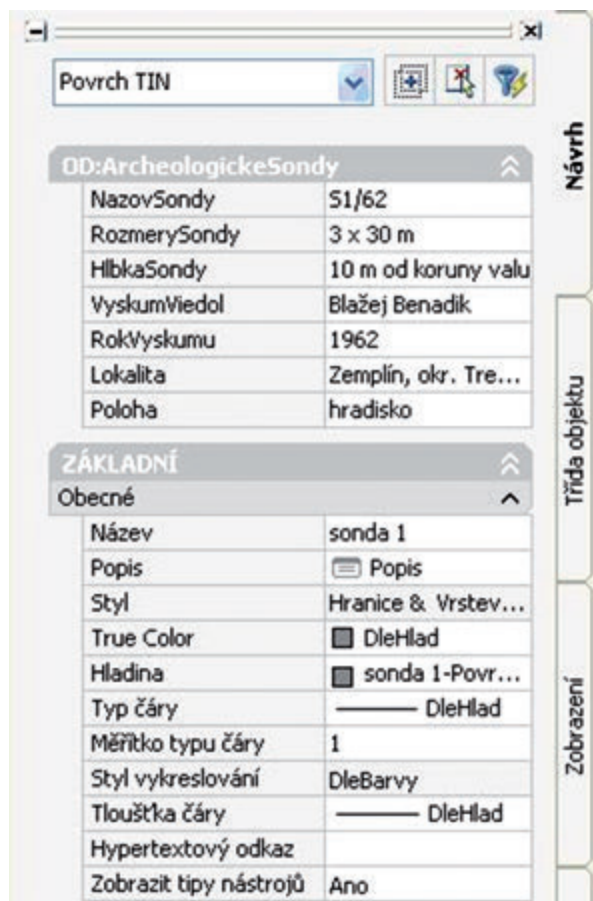 Povrch TIN
OD:ArcheologickeSondy
NazovSondy S1/62
RozmerySondy 3 x 30 m
HlbkaSondy 10 m od koruny valu
VyskumViedol Blažej Benadik
RokVyskumu 1962
Lokalita Zemplín, okr. Tre...
Poloha hradisko
ZÁKLADNÍ
Obecné
Název sonda 1
Popis Popis
Styl Hranice & Vrstev...
True Color DleHlad
Hladina sonda 1-Povr...
Typ čáry DleHlad
Měřítko typu čáry 1
Styl vykreslování DleBarvy
Tloušťka čáry DleHlad
Hypertextový odkaz
Zobrazit tipy nástrojů Ano
Návrh
Třída objektu
Zobrazení